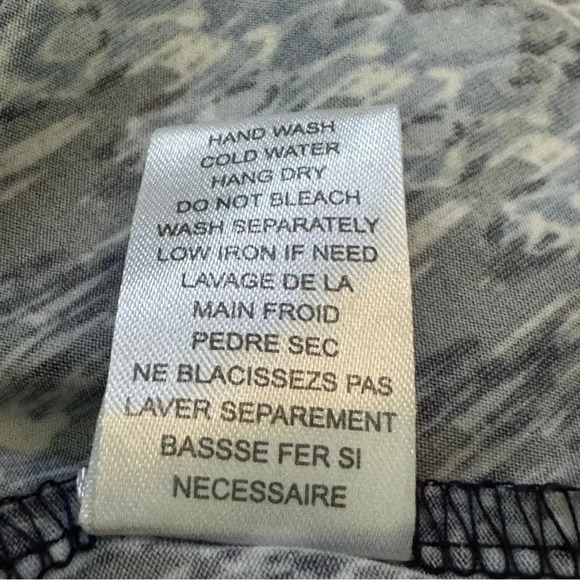 HAND WASH
COLD WATER
HANG DRY
DO NOT BLEACH
WASH SEPARATELY
LOW IRON IF NEED
LAVAGE DE LA
MAIN FROID
PEDRE SEC
NE BLACISSEZS PAS
LAVER SEPAREMENT
BASSSE FER SI
NECESSAIRE